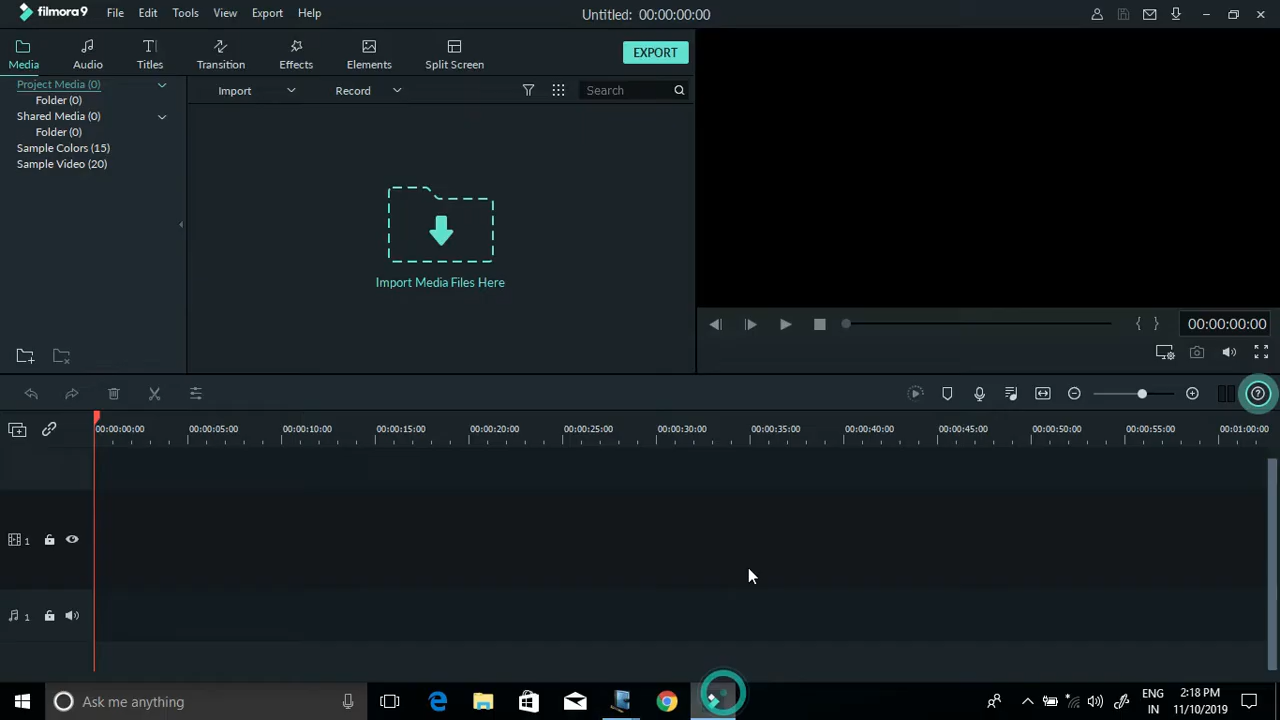 filmora9
File Edit Tools View Export Help
Untitled: 00:00:00:00
Media Audio Titles Transition Effects Elements Split Screen
EXPORT
Project Media (0)
Folder (0)
Shared Media (0)
Folder (0)
Sample Colors (15)
Sample Video (20)
Import Record Search
Import Media Files Here
00:00:00:00
00:00:00:00 00:00:05:00 00:00:10:00 00:00:15:00 00:00:20:00 00:00:25:00 00:00:30:00 00:00:35:00 00:00:40:00 00:00:45:00 00:00:50:00 00:00:55:00 00:01:00:00
1
1
Ask me anything
ENG
IN
2:18 PM
11/10/2019